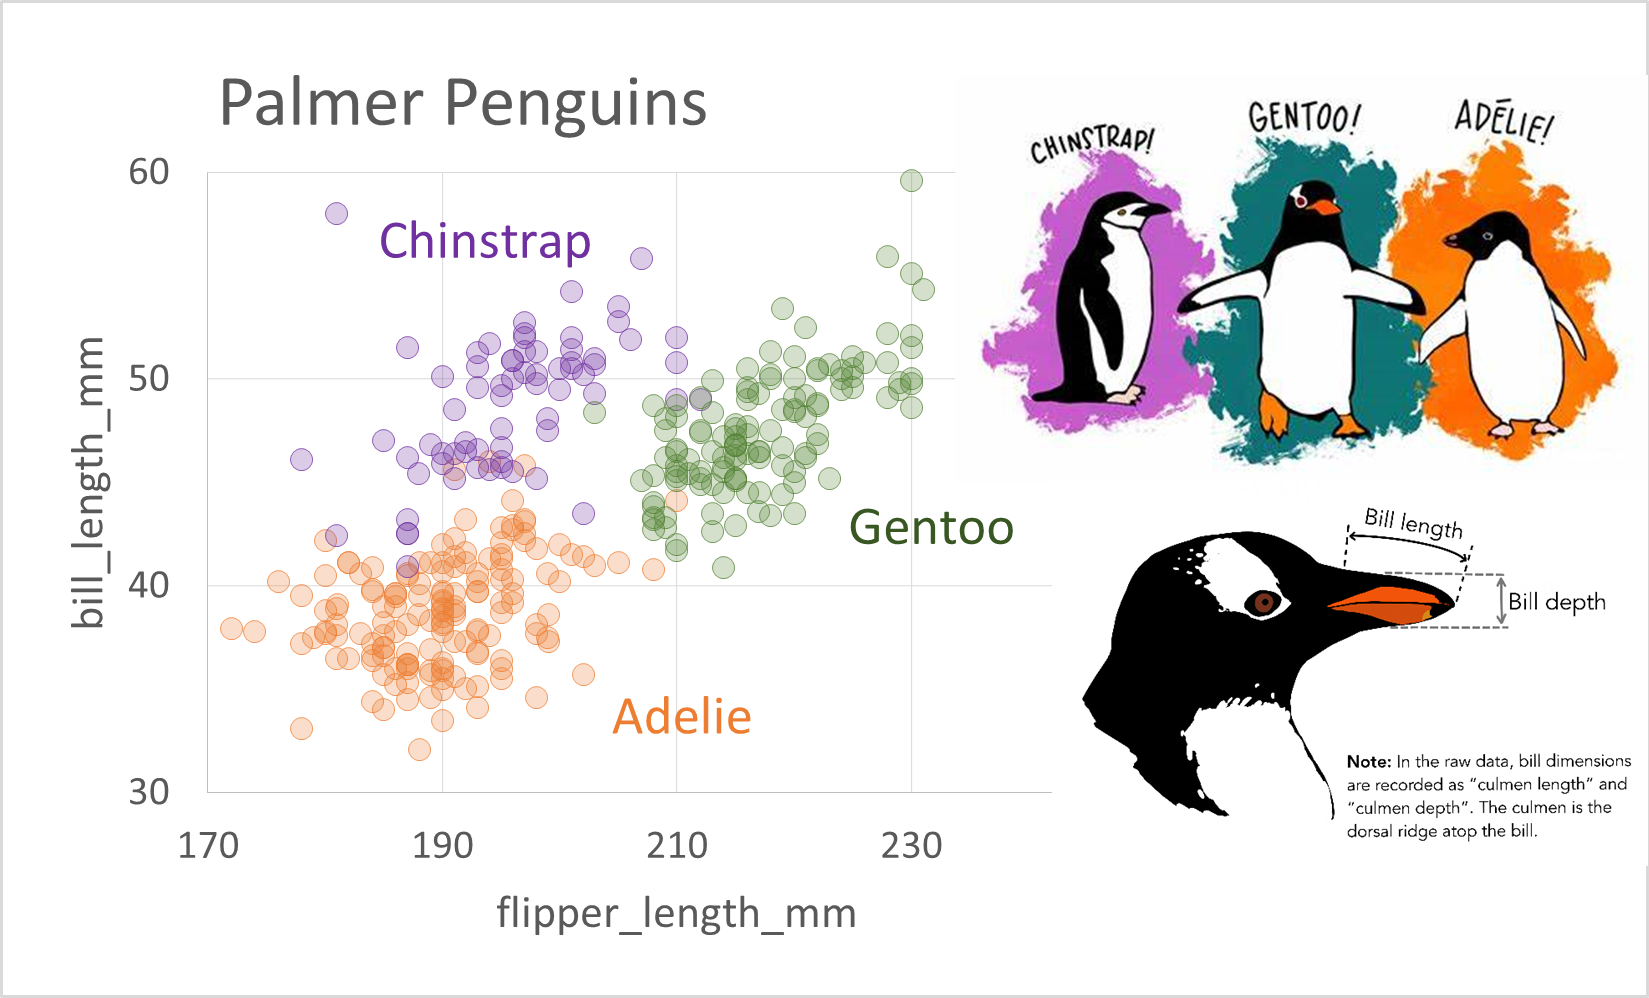 Palmer Penguins
60
50
40
30
170
190
210
230
bill_length_mm
flipper_length_mm
Chinstrap
Gentoo
Adelie
CHINSTRAP!
GENTOO!
ADĒLIE!
Bill length
Bill depth
Note: In the raw data, bill dimensions
are recorded as “culmen length” and
“culmen depth”. The culmen is the
dorsal ridge atop the bill.